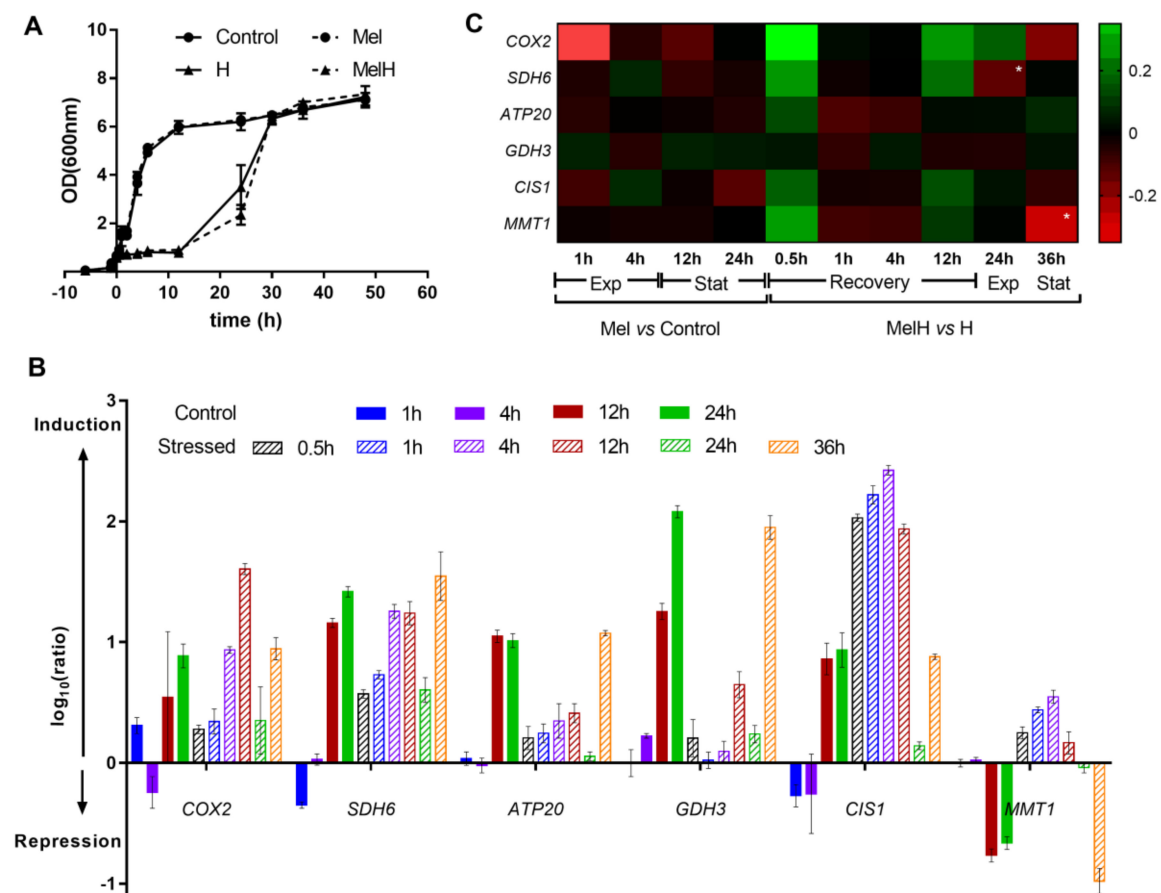 A
10
8
6
4
2
-10 0 10 20 30 40 50 60
OD(600nm)
time (h)
Control Mel
H MelH
C
COX2
SDH6
ATP20
GDH3
CIS1
MMT1
*
*
0.2
0
-0.2
1h 4h 12h 24h 0.5h 1h 4h 12h 24h 36h
Exp Stat Recovery Exp Stat
Mel vs Control MelH vs H
B
3
2
1
0
-1
Induction
Repression
log10(ratio)
Control 1h 4h 12h 24h
Stressed 0.5h 1h 4h 12h 24h 36h
COX2 SDH6 ATP20 GDH3 CIS1 MMT1